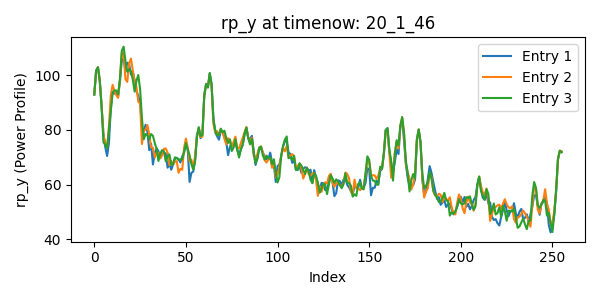 rp_y at timenow: 20_1_46
rp_y (Power Profile)
100
80
60
40
0
50
100
150
200
250
Index
Entry 1
Entry 2
Entry 3